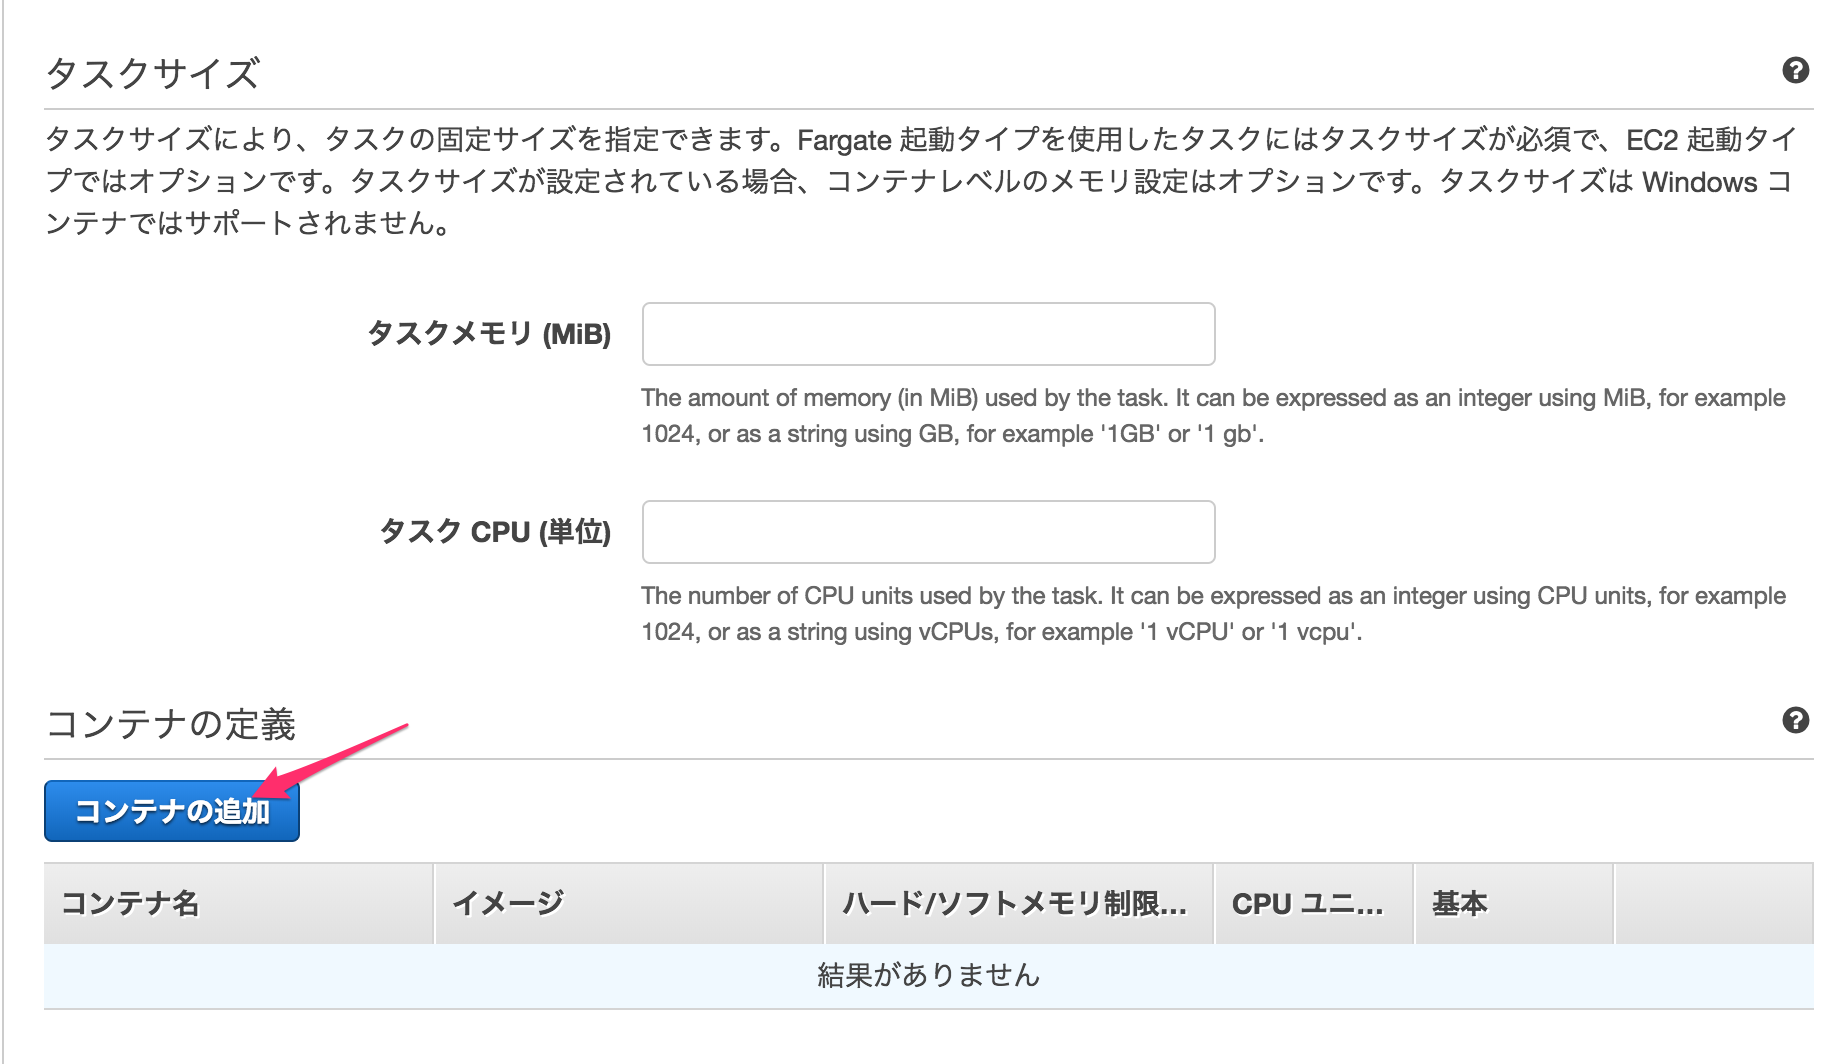 タスクサイズ
タスクサイズにより、タスクの固定サイズを指定できます。Fargate 起動タイプを使用したタスクにはタスクサイズが必須で、EC2 起動タイ
プではオプションです。タスクサイズが設定されている場合、コンテナレベルのメモリ設定はオプションです。タスクサイズは Windows コ
ンテナではサポートされません。
タスクメモリ (MiB)
The amount of memory (in MiB) used by the task. It can be expressed as an integer using MiB, for example
1024, or as a string using GB, for example '1GB' or '1 gb'.
タスク CPU (単位)
The number of CPU units used by the task. It can be expressed as an integer using CPU units, for example
1024, or as a string using vCPUs, for example '1 vCPU' or '1 vcpu'.
コンテナの定義
コンテナの追加
コンテナ名 イメージ ハード/ソフトメモリ制限... CPU ユニ... 基本
結果がありません